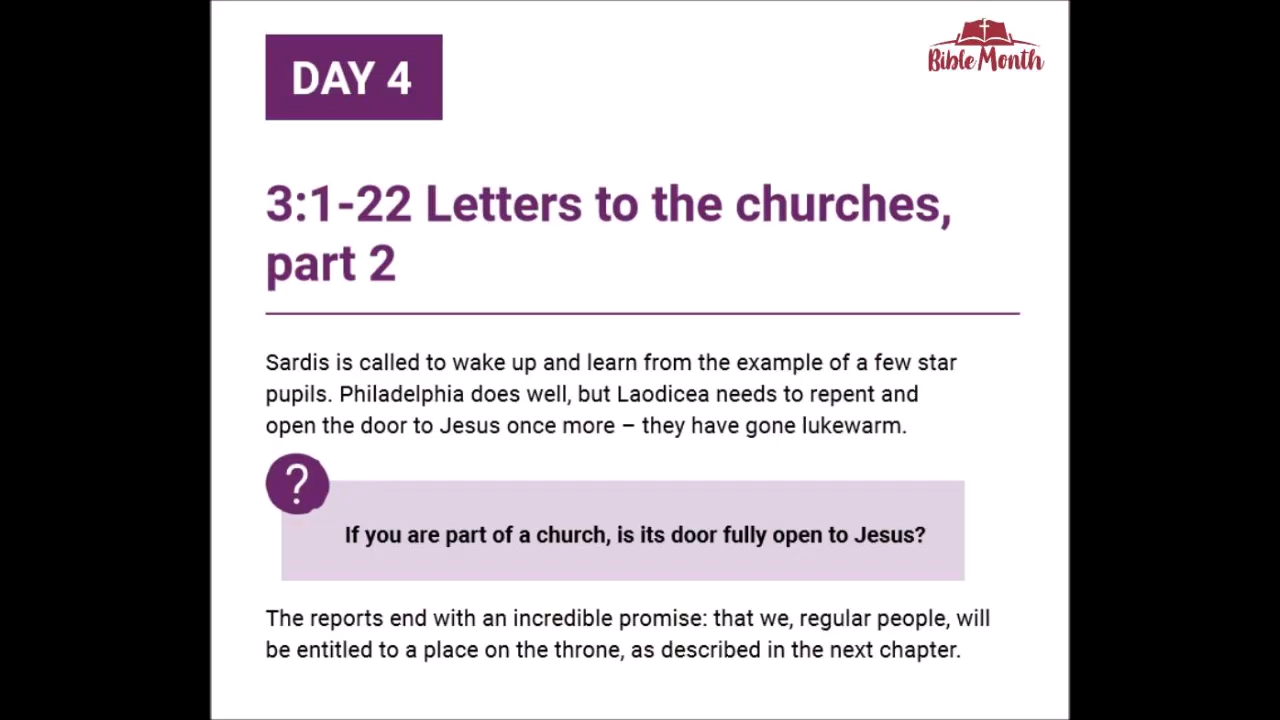 DAY 4
Bible Month
3:1-22 Letters to the churches,
part 2
Sardis is called to wake up and learn from the example of a few star
pupils. Philadelphia does well, but Laodicea needs to repent and
open the door to Jesus once more – they have gone lukewarm.
?
If you are part of a church, is its door fully open to Jesus?
The reports end with an incredible promise: that we, regular people, will
be entitled to a place on the throne, as described in the next chapter.